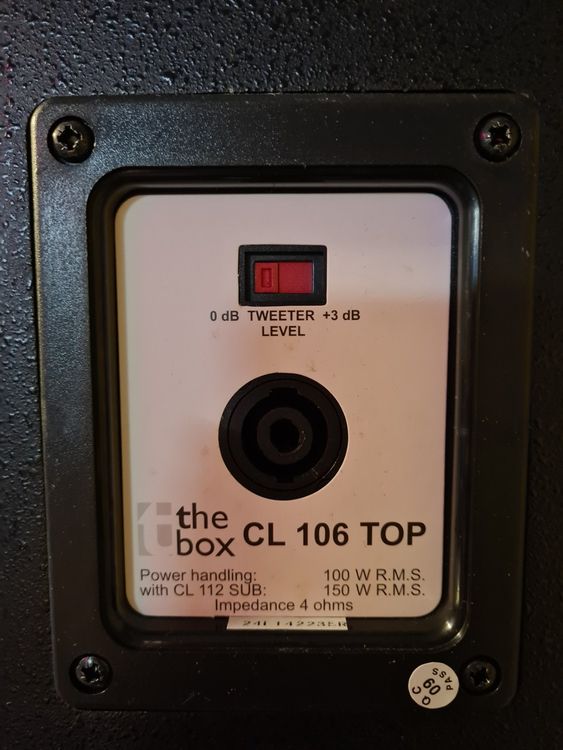 0 dB TWEETER +3 dB
LEVEL
the
box CL 106 TOP
Power handling: 100 W R.M.S.
with CL 112 SUB: 150 W R.M.S.
Impedance 4 ohms
QC
09
PASS